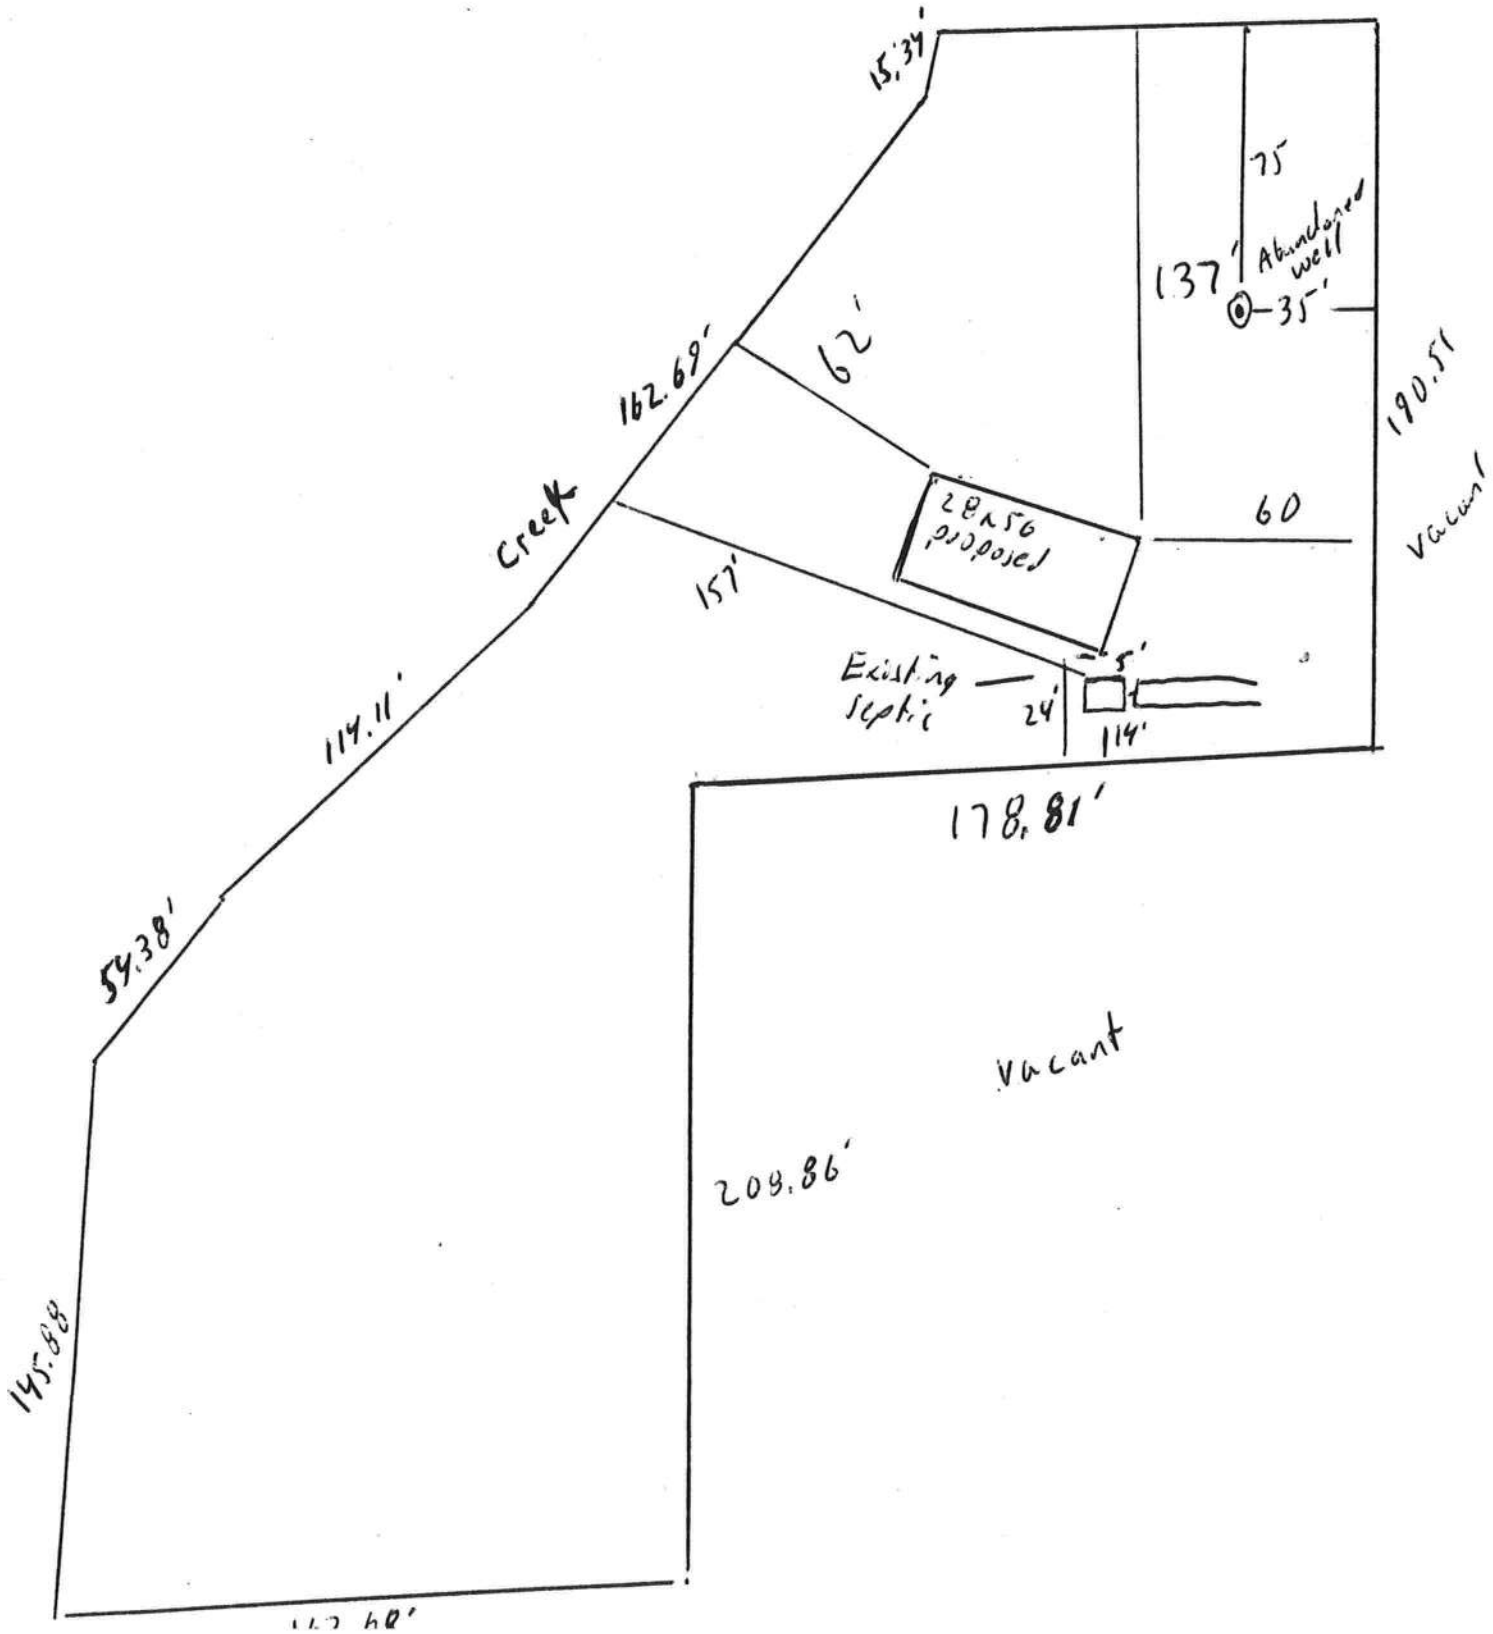 15.34'
75
Abandoned
well
137'
35'
62'
162.69'
190.51
vacant
Creek
28x56
proposed
60
157'
Existing
septic
5'
24'
114'
178.81'
114.11'
54.38'
vacant
208.86'
145.88